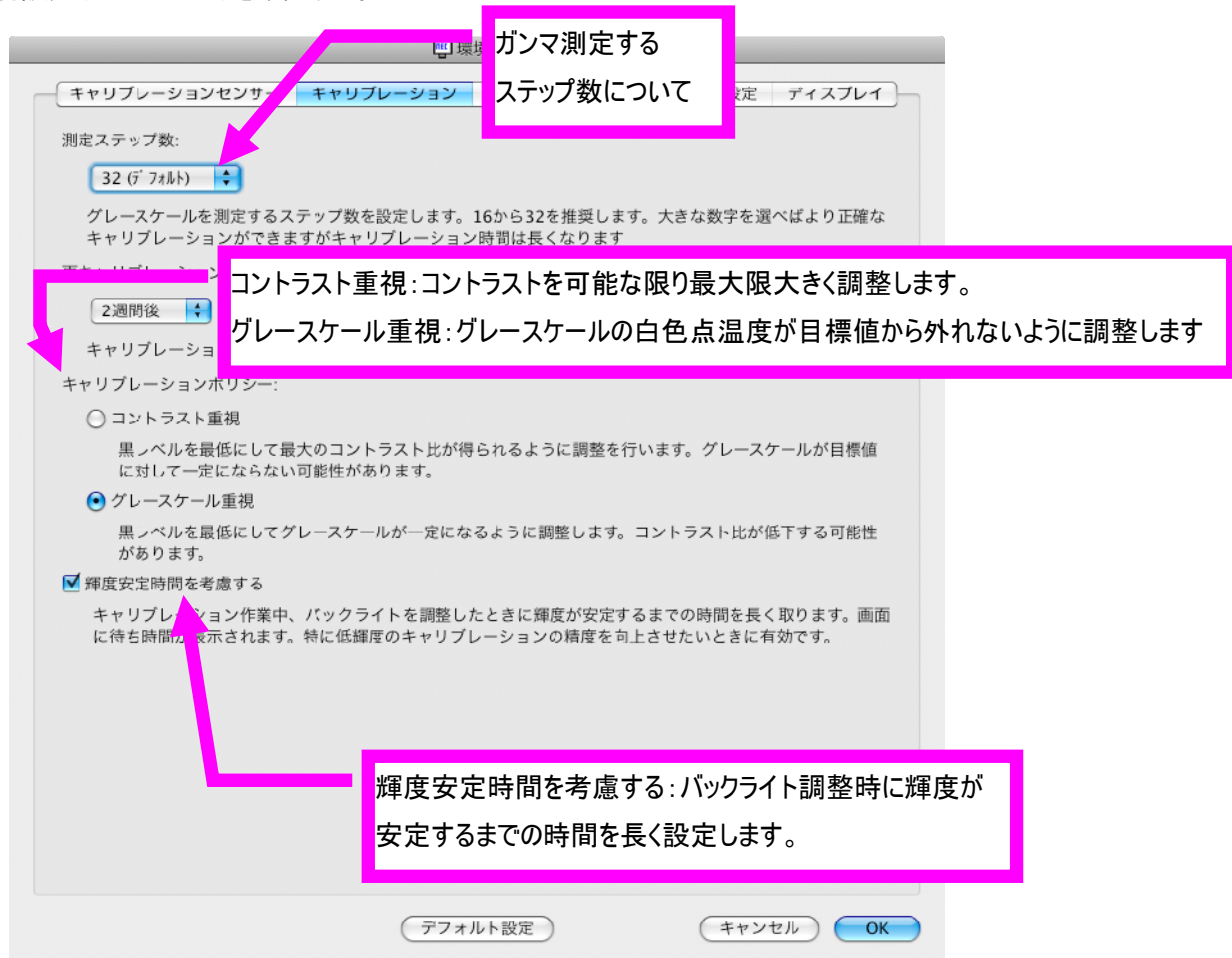 ガンマ測定する
ステップ数について
環境
キャリブレーションセンサー キャリブレーション 設定 ディスプレイ
測定ステップ数:
32 (デフォルト)
グレースケールを測定するステップ数を設定します。16から32を推奨します。大きな数字を選べばより正確な
キャリブレーションができますがキャリブレーション時間は長くなります
コントラスト重視：コントラストを可能な限り最大限大きく調整します。
グレースケール重視：グレースケールの白色点温度が目標値から外れないように調整します
2週間後
キャリブレーショ
キャリブレーションポリシー:
コントラスト重視
黒レベルを最低にして最大のコントラスト比が得られるように調整を行います。グレースケールが目標値
に対して一定にならない可能性があります。
グレースケール重視
黒レベルを最低にしてグレースケールが一定になるように調整します。コントラスト比が低下する可能性
があります。
輝度安定時間を考慮する
キャリブレーション作業中、バックライトを調整したときに輝度が安定するまでの時間を長く取ります。画面
に待ち時間が表示されます。特に低輝度のキャリブレーションの精度を向上させたいときに有効です。
輝度安定時間を考慮する：バックライト調整時に輝度が
安定するまでの時間を長く設定します。
デフォルト設定 キャンセル OK